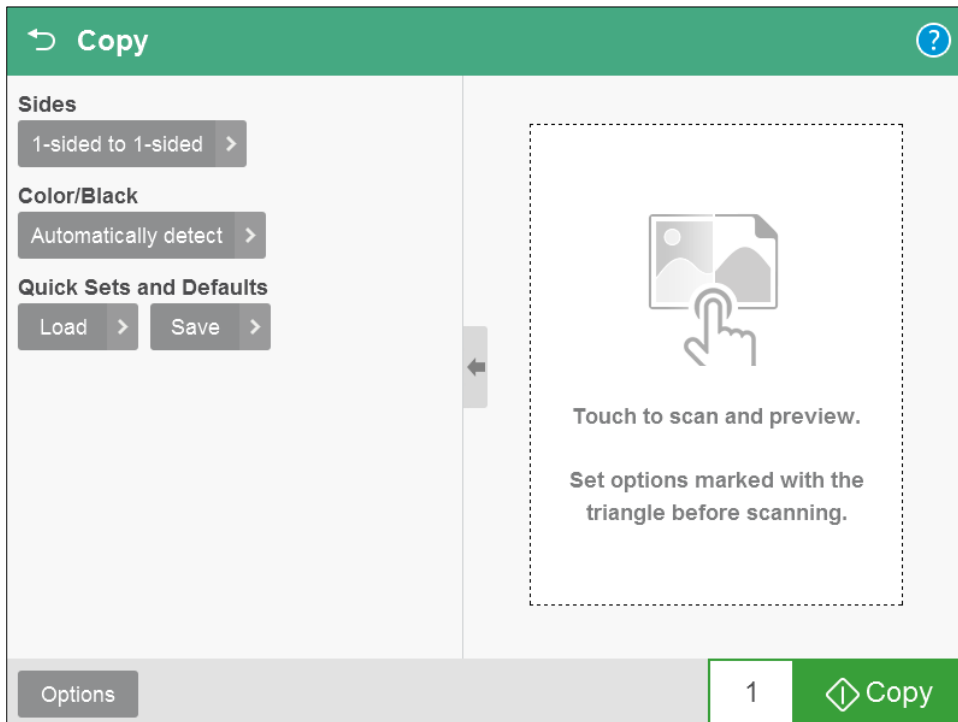 Copy
?
Sides
1-sided to 1-sided
Color/Black
Automatically detect
Quick Sets and Defaults
Load
Save
Touch to scan and preview.
Set options marked with the
triangle before scanning.
Options
1
Copy